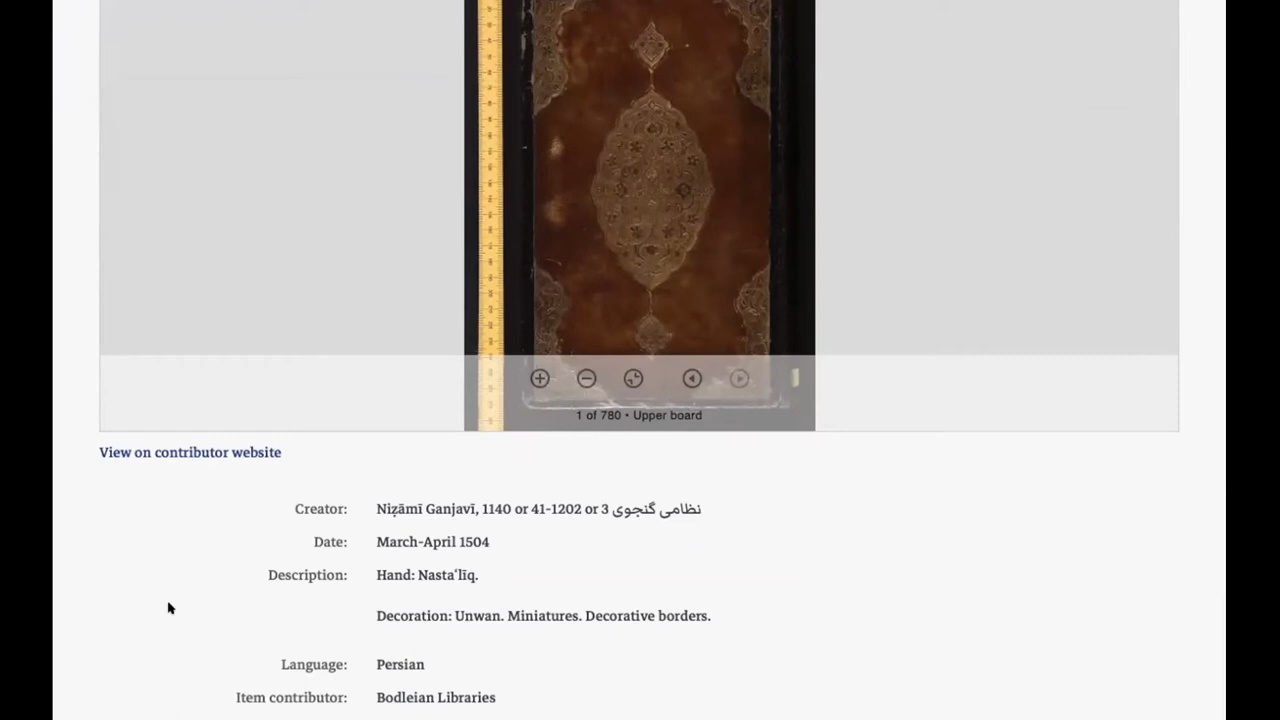 1 of 780 • Upper board
View on contributor website
Creator: Niẓāmī Ganjavī, 1140 or 41-1202 or 3 نظامی گنجوی
Date: March-April 1504
Description: Hand: Nastaʿlīq.
Decoration: Unwan. Miniatures. Decorative borders.
Language: Persian
Item contributor: Bodleian Libraries